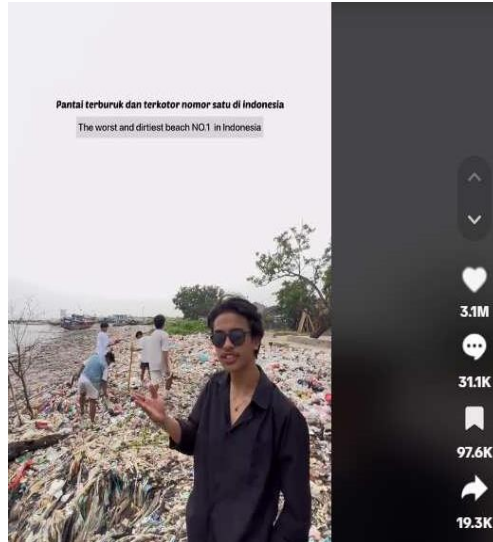 Pantai terburuk dan terkotor nomor satu di indonesia
The worst and dirtiest beach NO.1 in Indonesia
3.1M
31.1K
97.6K
19.3K